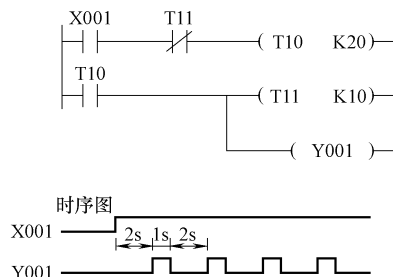 X001 T11
( T10 K20 )
T10
( T11 K10 )
( Y001 )
时序图
X001
2s 1s 2s
Y001